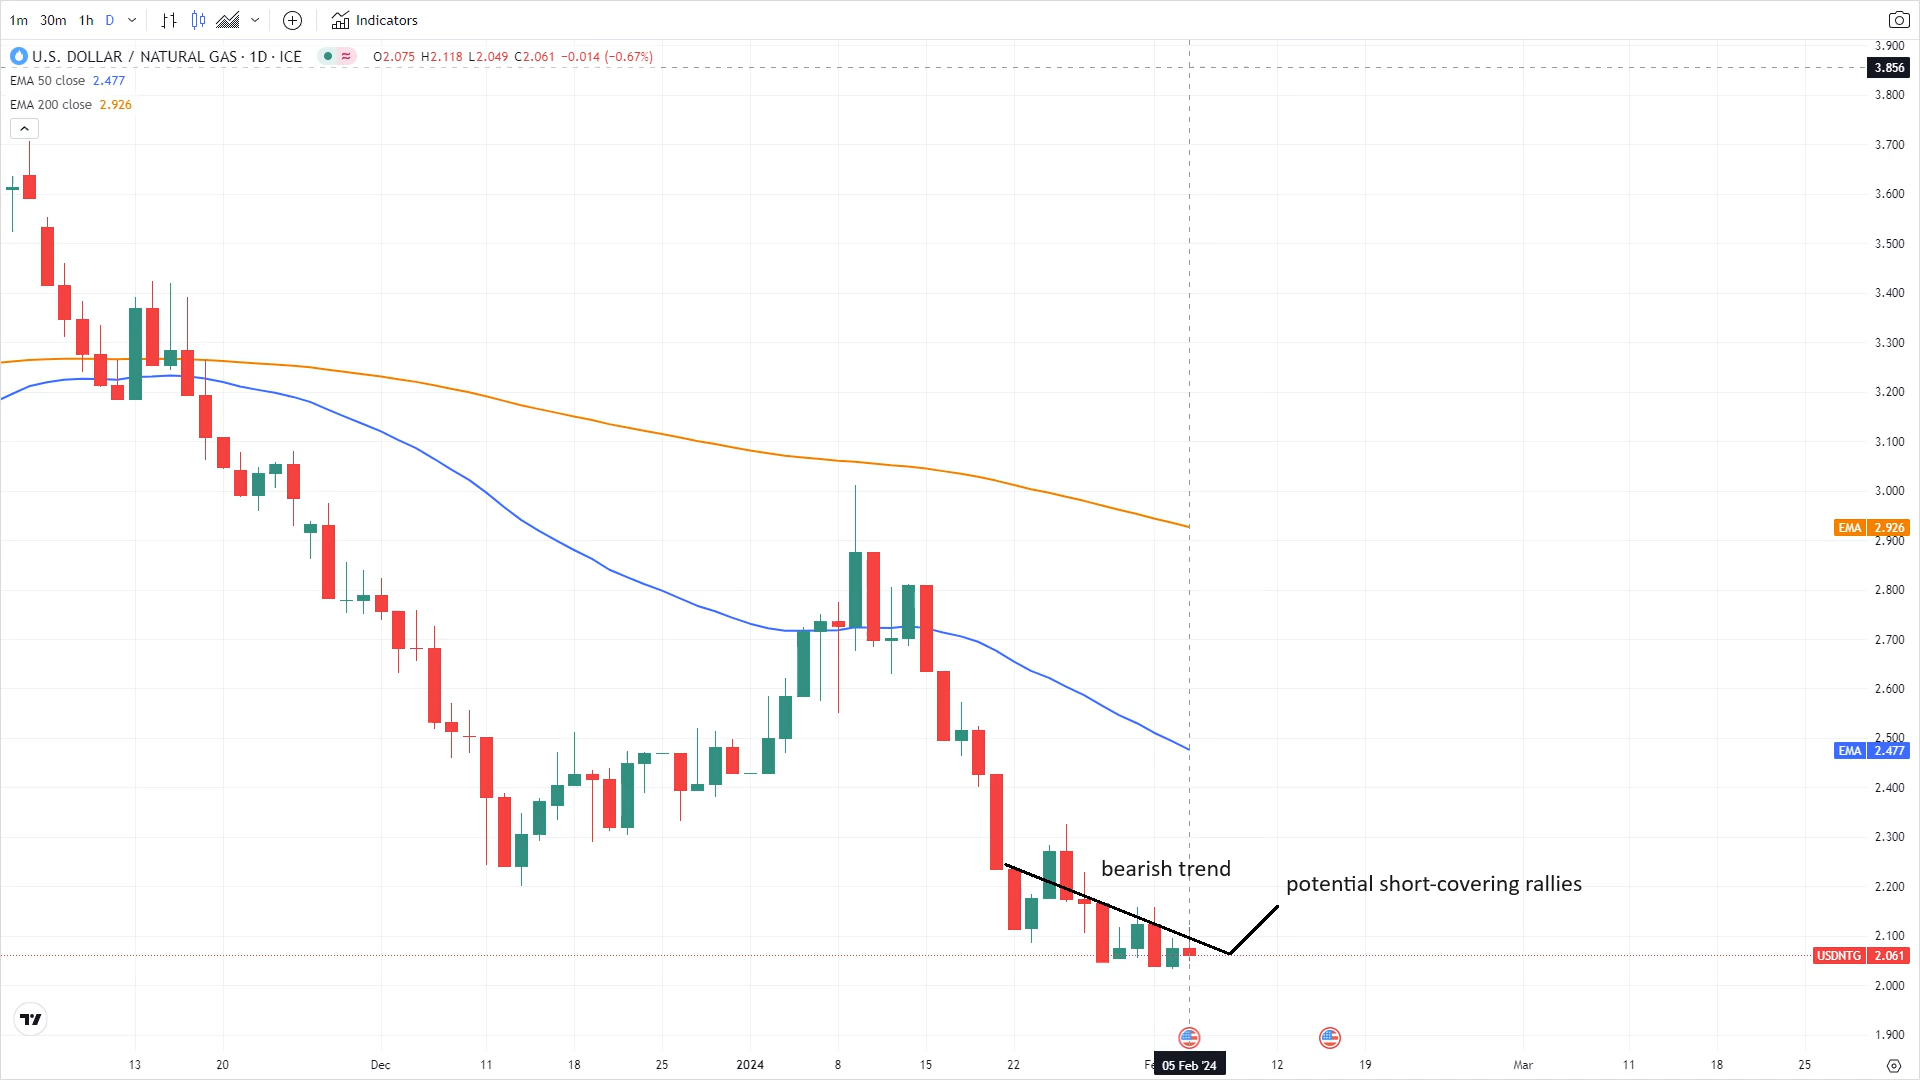 1m 30m 1h D Indicators
U.S. DOLLAR / NATURAL GAS · 1D · ICE O2.075 H2.118 L2.049 C2.061 −0.014 (−0.67%)
EMA 50 close 2.477
EMA 200 close 2.926
3.900
3.856
3.800
3.700
3.600
3.500
3.400
3.300
3.200
3.100
3.000
EMA 2.926
2.900
2.800
2.700
2.600
2.500
EMA 2.477
2.400
2.300
bearish trend
potential short-covering rallies
2.200
2.100
USDNTG 2.061
2.000
1.900
13 20 Dec 11 18 25 2024 8 15 22 Fe 05 Feb '24 12 19 Mar 11 18 25